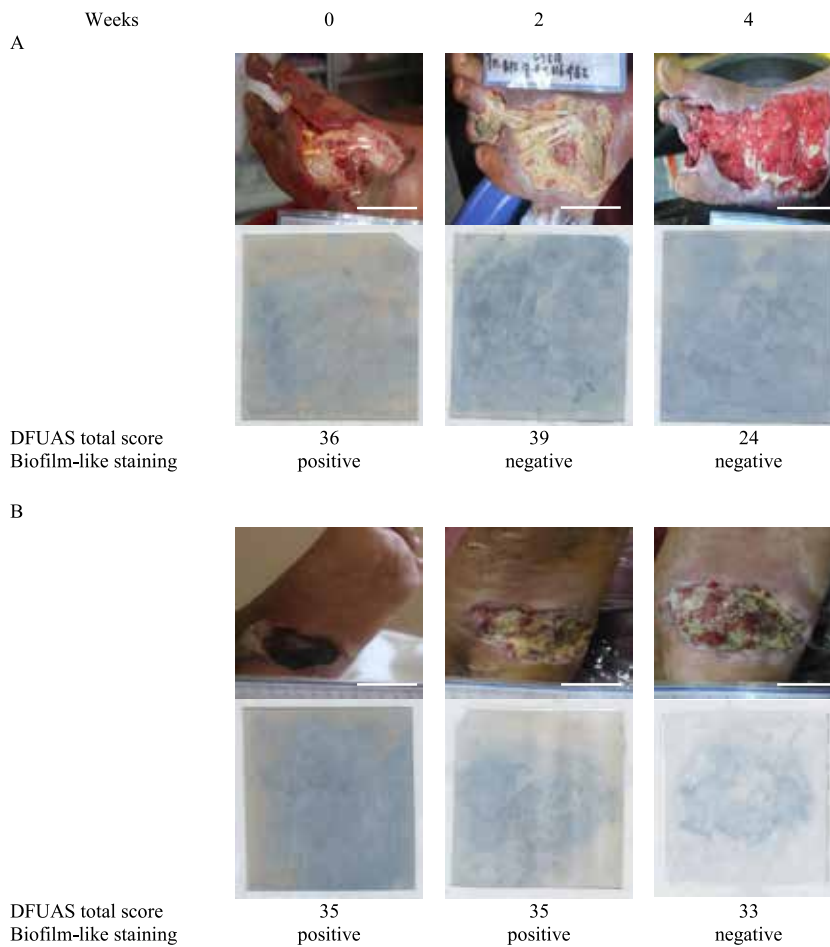 Weeks 0 2 4
A
DFUAS total score 36 39 24
Biofilm-like staining positive negative negative
B
DFUAS total score 35 35 33
Biofilm-like staining positive positive negative